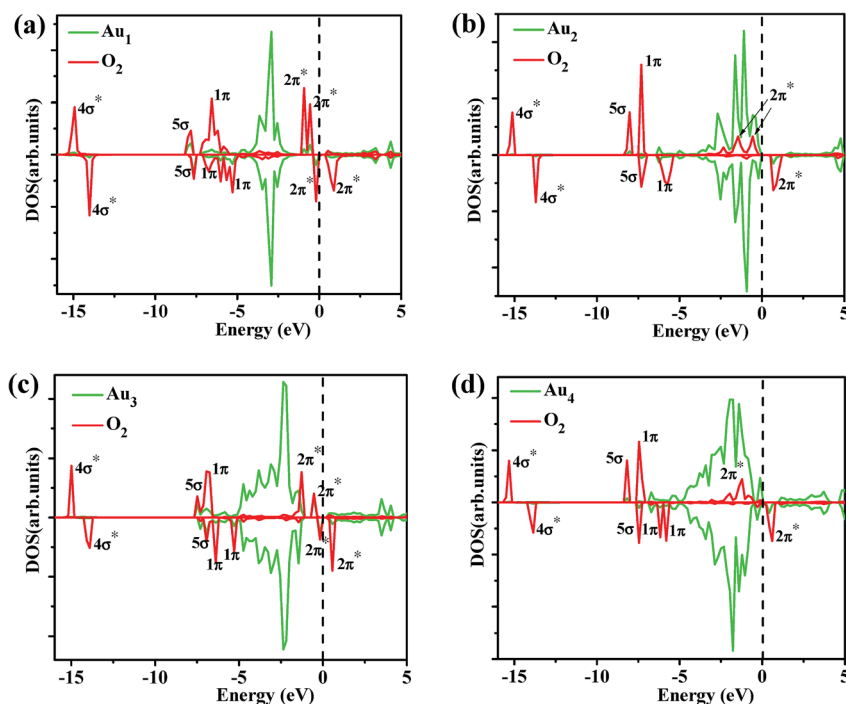 (a)
Au1
O2
DOS(arb.units)
4σ*
5σ
1π
2π*
2π*
4σ*
5σ
1π
1π
2π*
2π*
-15 -10 -5 0 5
Energy (eV)
(b)
Au2
O2
DOS(arb.units)
4σ*
5σ
1π
2π*
4σ*
5σ
1π
2π*
-15 -10 -5 0 5
Energy (eV)
(c)
Au3
O2
DOS(arb.units)
4σ*
5σ
1π
2π*
2π*
4σ*
5σ
1π
1π
2π*
2π*
-15 -10 -5 0 5
Energy (eV)
(d)
Au4
O2
DOS(arb.units)
4σ*
5σ
1π
2π*
4σ*
5σ
1π
1π
2π*
-15 -10 -5 0 5
Energy (eV)